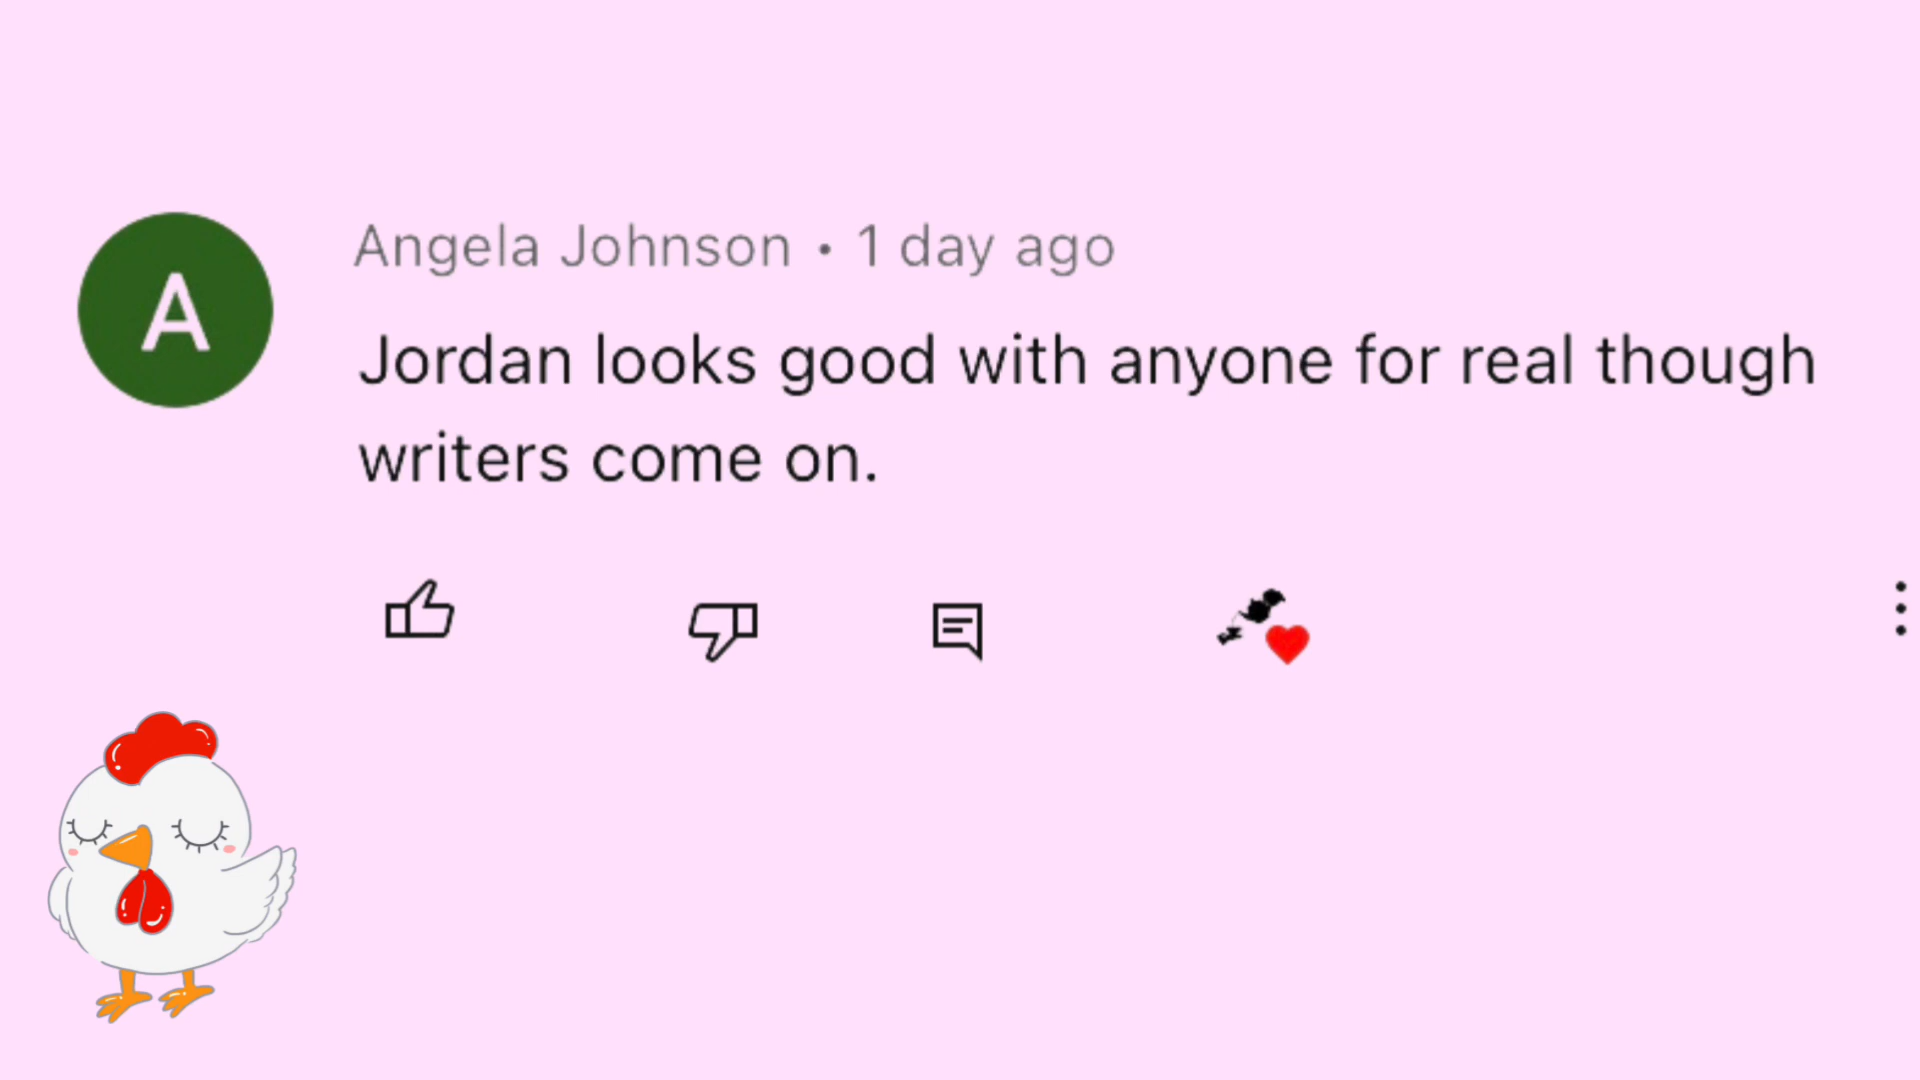 A
Angela Johnson • 1 day ago
Jordan looks good with anyone for real though
writers come on.